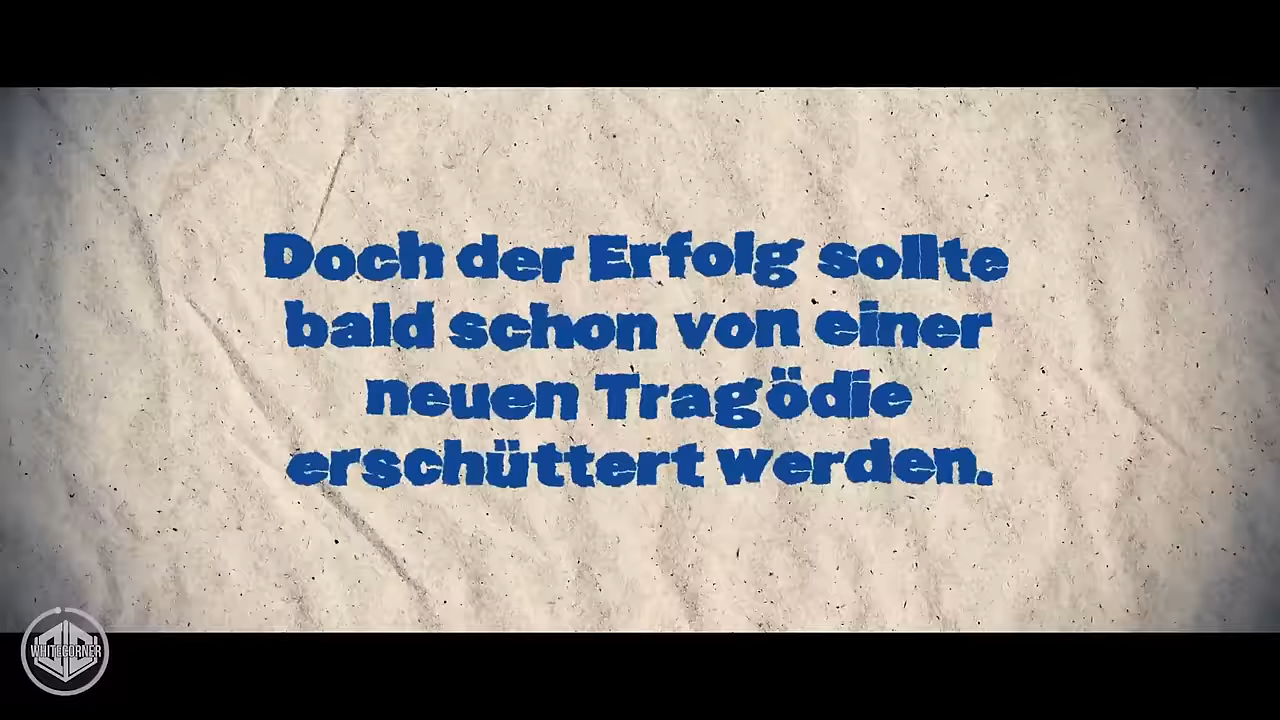 Doch der Erfolg sollte
bald schon von einer
neuen Tragödie
erschüttert werden.
WHITECORNER